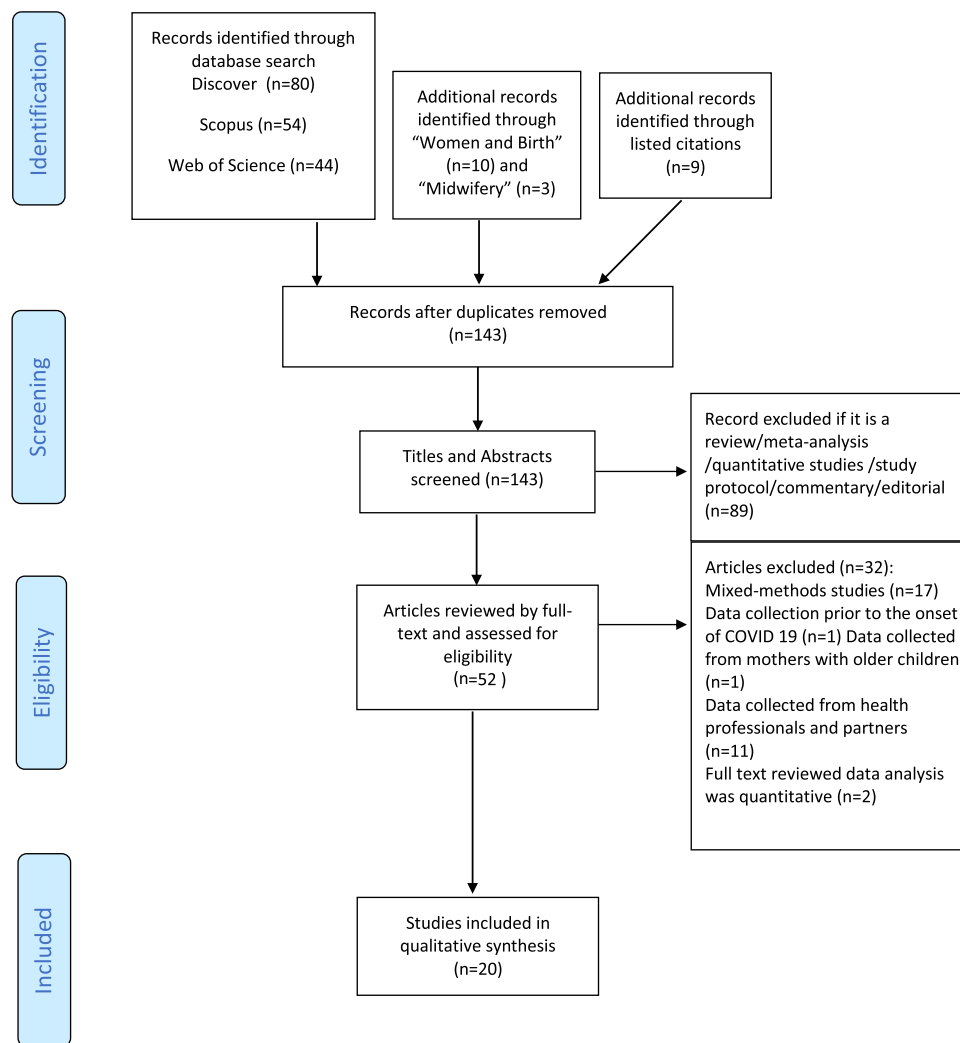 Identification
Records identified through
database search
Discover (n=80)
Scopus (n=54)
Web of Science (n=44)
Additional records
identified through
“Women and Birth”
(n=10) and
“Midwifery” (n=3)
Additional records
identified through
listed citations
(n=9)
Screening
Records after duplicates removed
(n=143)
Titles and Abstracts
screened (n=143)
Record excluded if it is a
review/meta-analysis
/quantitative studies /study
protocol/commentary/editorial
(n=89)
Eligibility
Articles reviewed by full-
text and assessed for
eligibility
(n=52 )
Articles excluded (n=32):
Mixed-methods studies (n=17)
Data collection prior to the onset
of COVID 19 (n=1) Data collected
from mothers with older children
(n=1)
Data collected from health
professionals and partners
(n=11)
Full text reviewed data analysis
was quantitative (n=2)
Included
Studies included in
qualitative synthesis
(n=20)